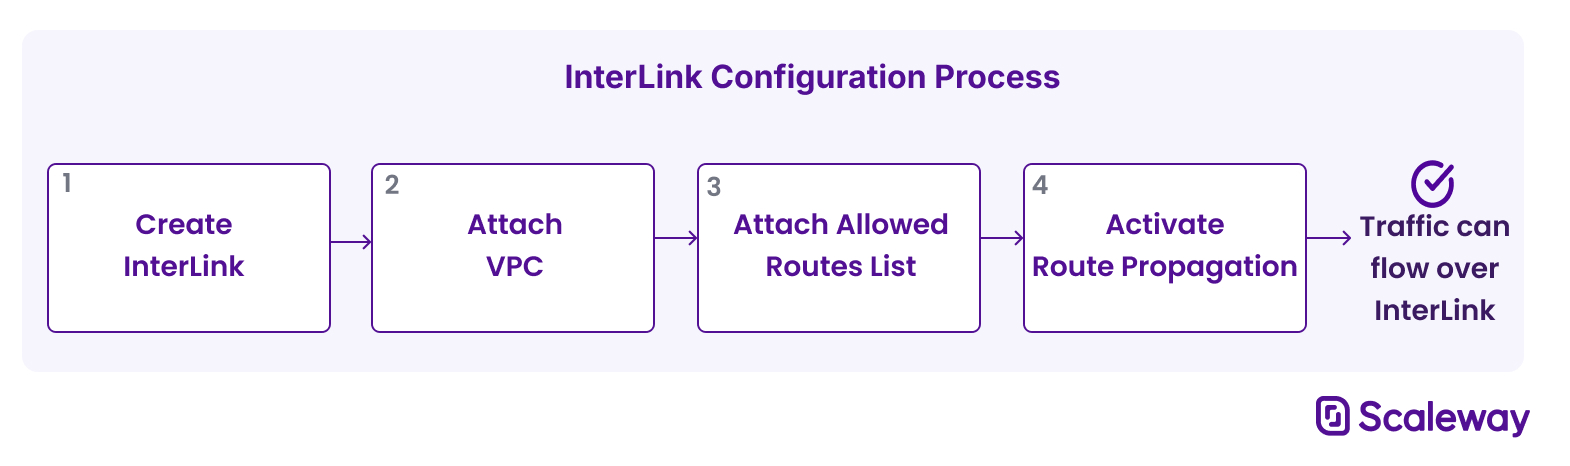 InterLink Configuration Process
1
Create
InterLink
2
Attach
VPC
3
Attach Allowed
Routes List
4
Activate
Route Propagation
Traffic can
flow over
InterLink
Scaleway